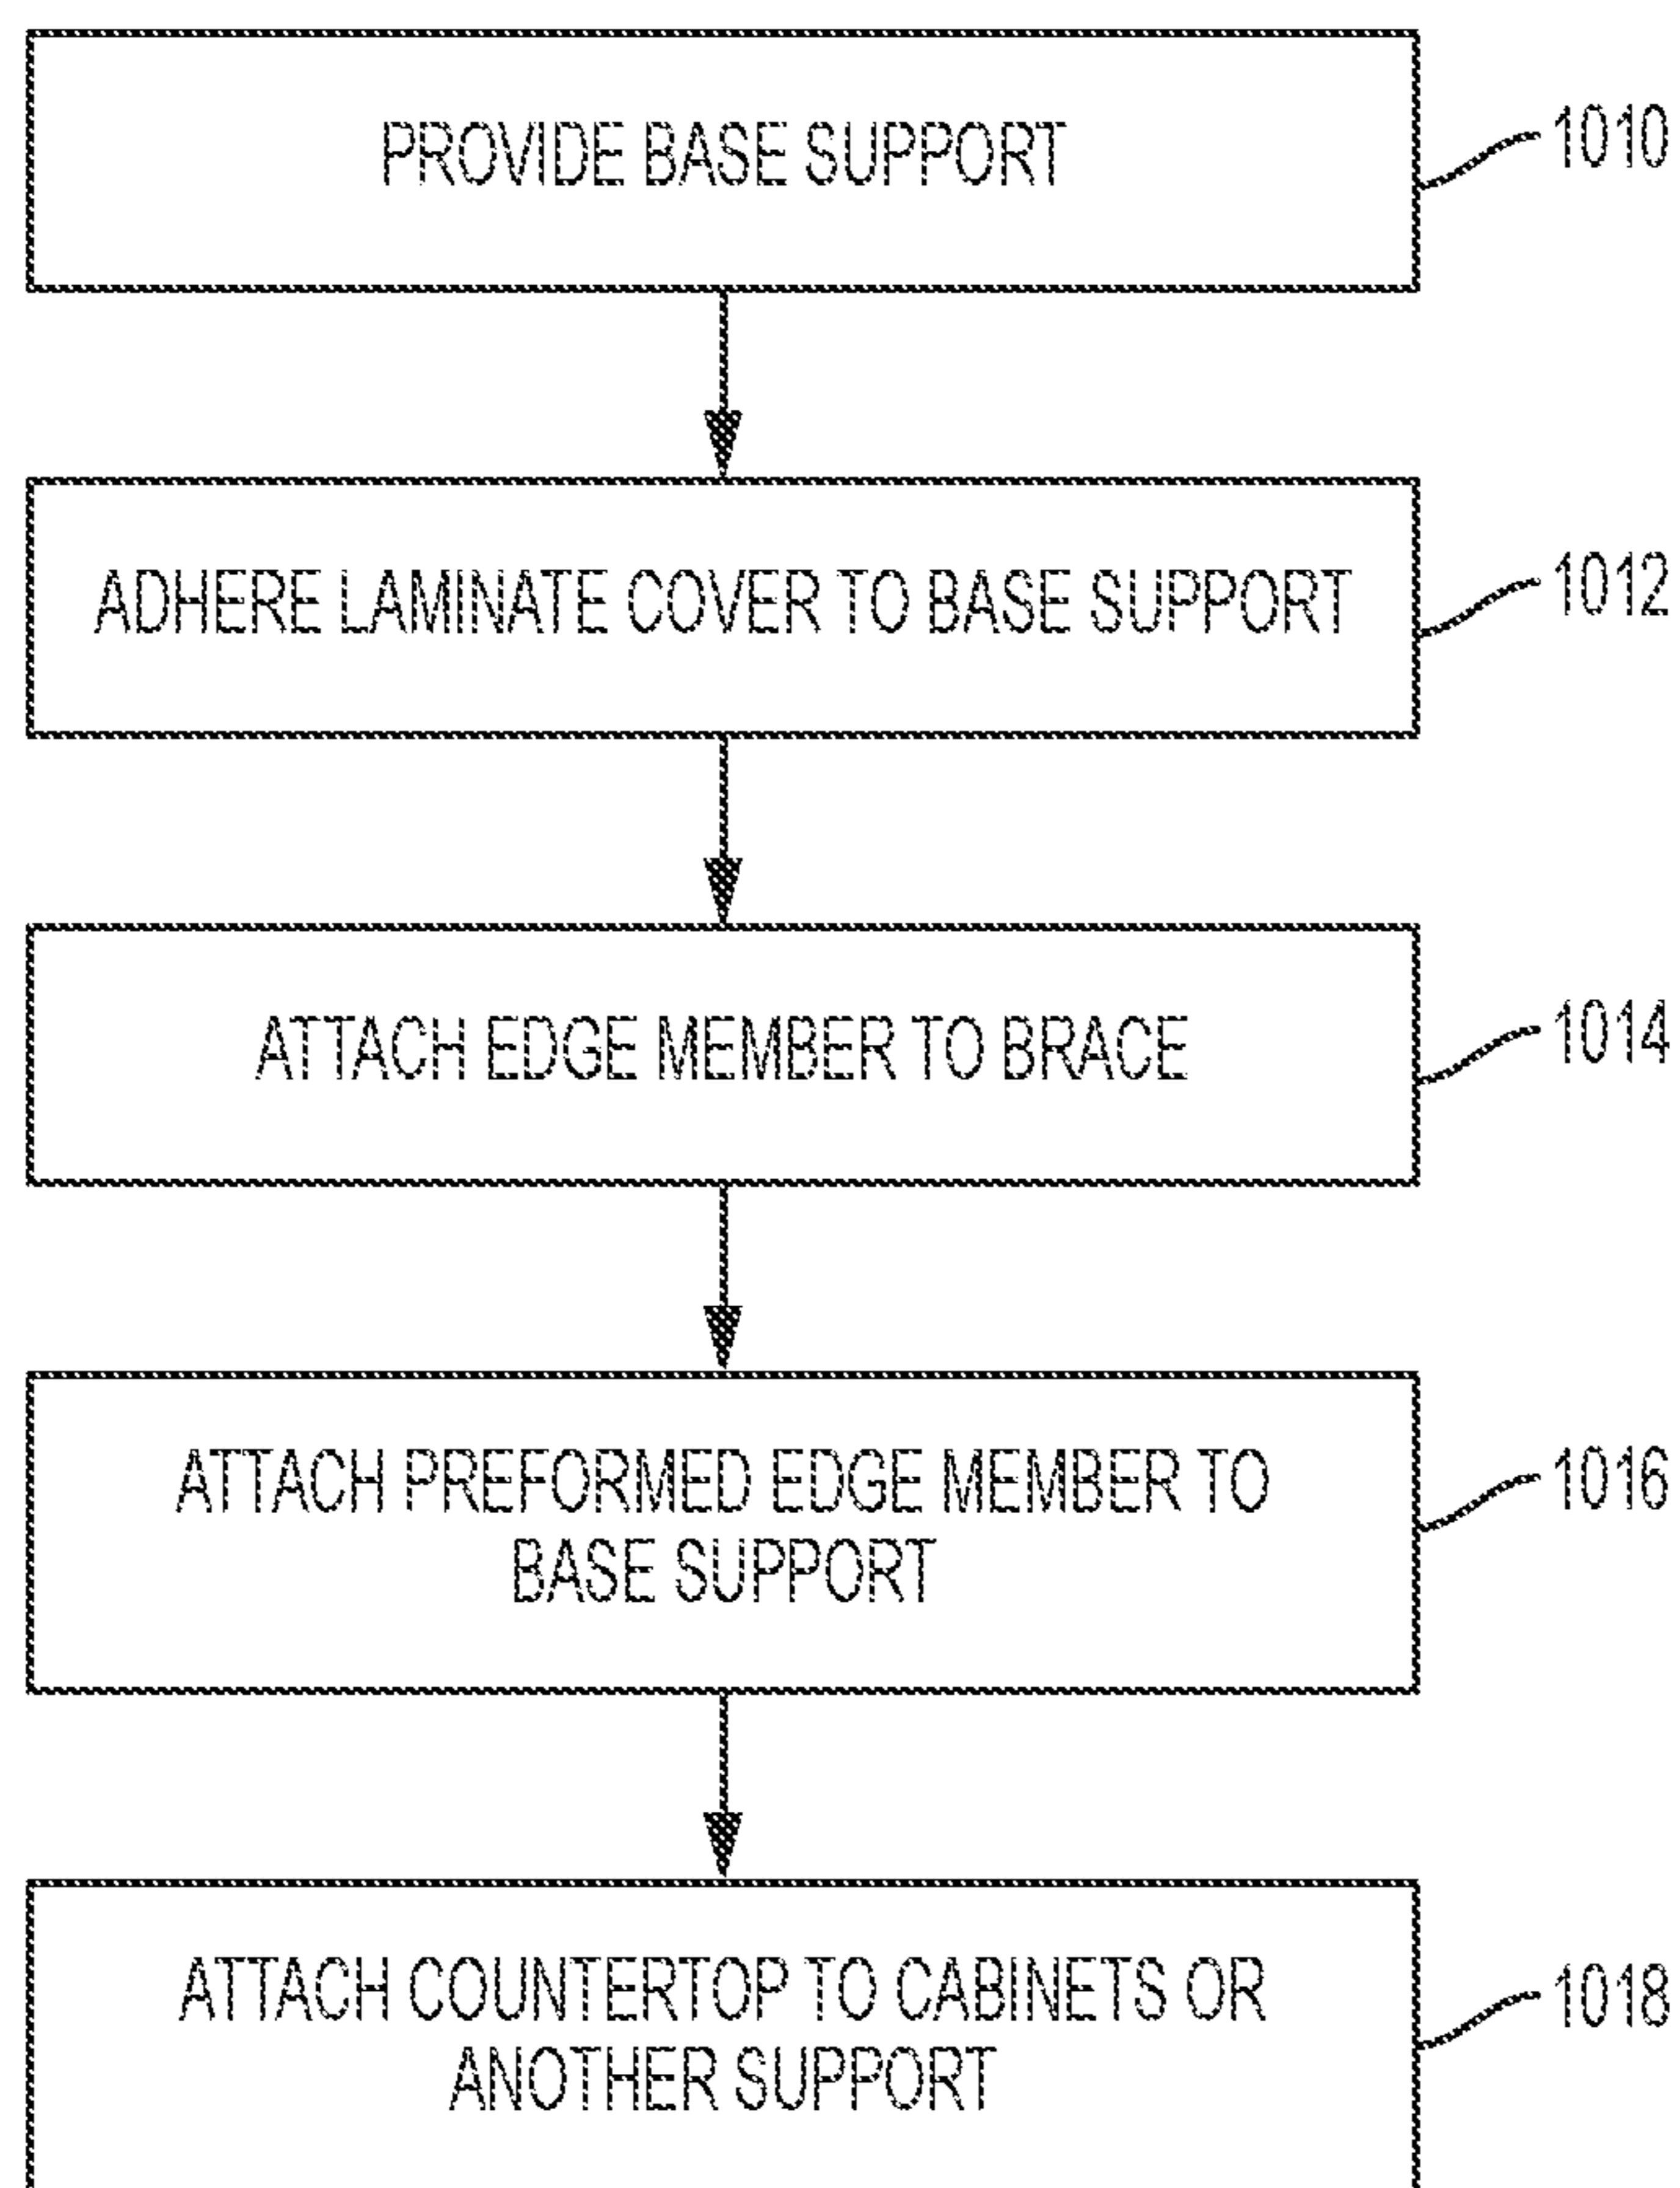 PROVIDE BASE SUPPORT
1010
ADHERE LAMINATE COVER TO BASE SUPPORT
1012
ATTACH EDGE MEMBER TO BRACE
1014
ATTACH PREFORMED EDGE MEMBER TO
BASE SUPPORT
1016
ATTACH COUNTERTOP TO CABINETS OR
ANOTHER SUPPORT
1018